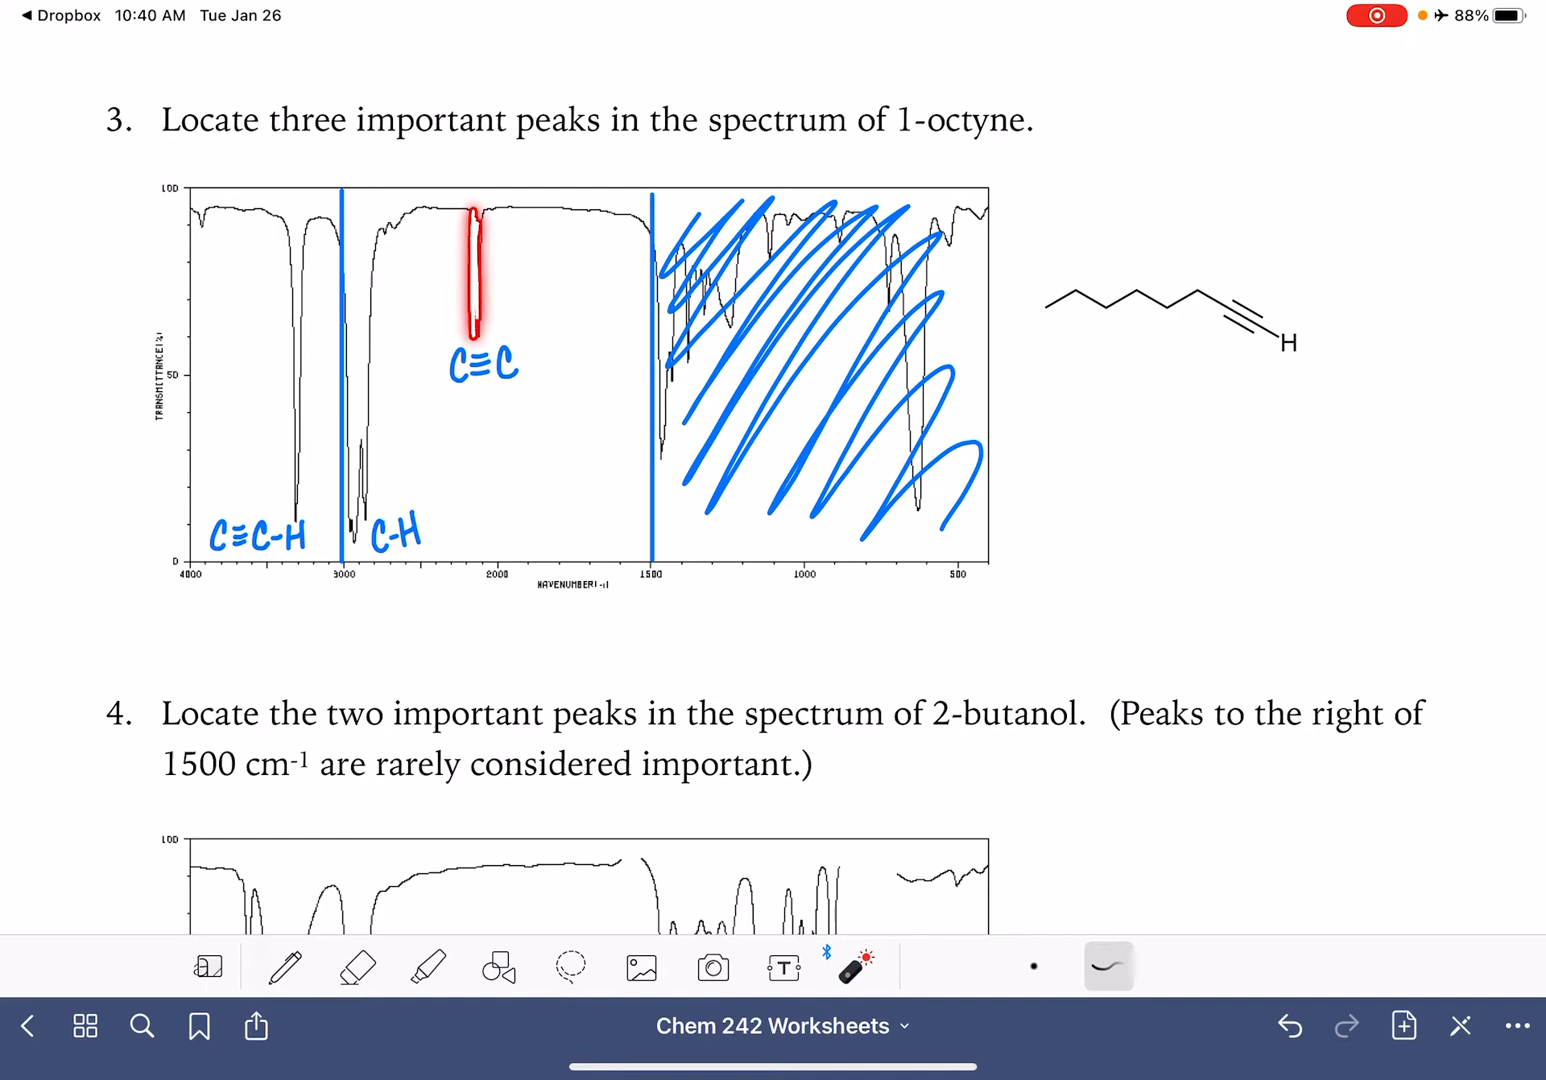 Dropbox 10:40 AM Tue Jan 26
88%
3. Locate three important peaks in the spectrum of 1-octyne.
100
50
0
TRANSMITTANCE(%)
C≡C
C≡C-H
C-H
4000 3000 2000 1500 1000 500
WAVENUMBER(-1)
H
4. Locate the two important peaks in the spectrum of 2-butanol. (Peaks to the right of
1500 cm⁻¹ are rarely considered important.)
100
Chem 242 Worksheets